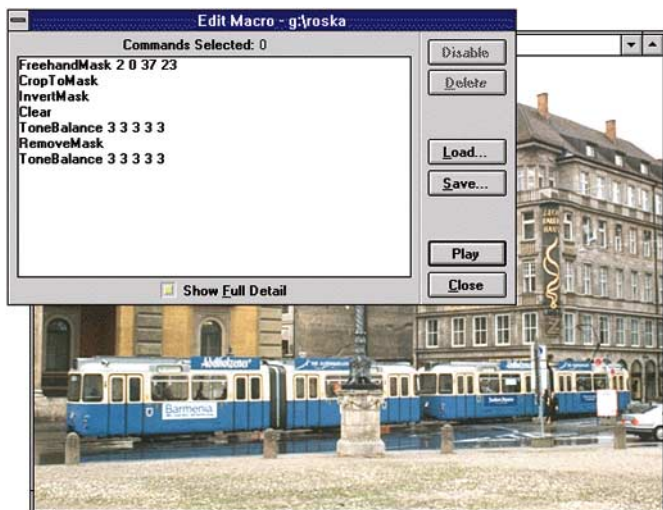 Edit Macro - g:\roska
Commands Selected: 0
FreehandMask 2 0 37 23
CropToMask
InvertMask
Clear
ToneBalance 3 3 3 3 3
RemoveMask
ToneBalance 3 3 3 3 3
Show Full Detail
Disable
Delete
Load...
Save...
Play
Close
Barmenia